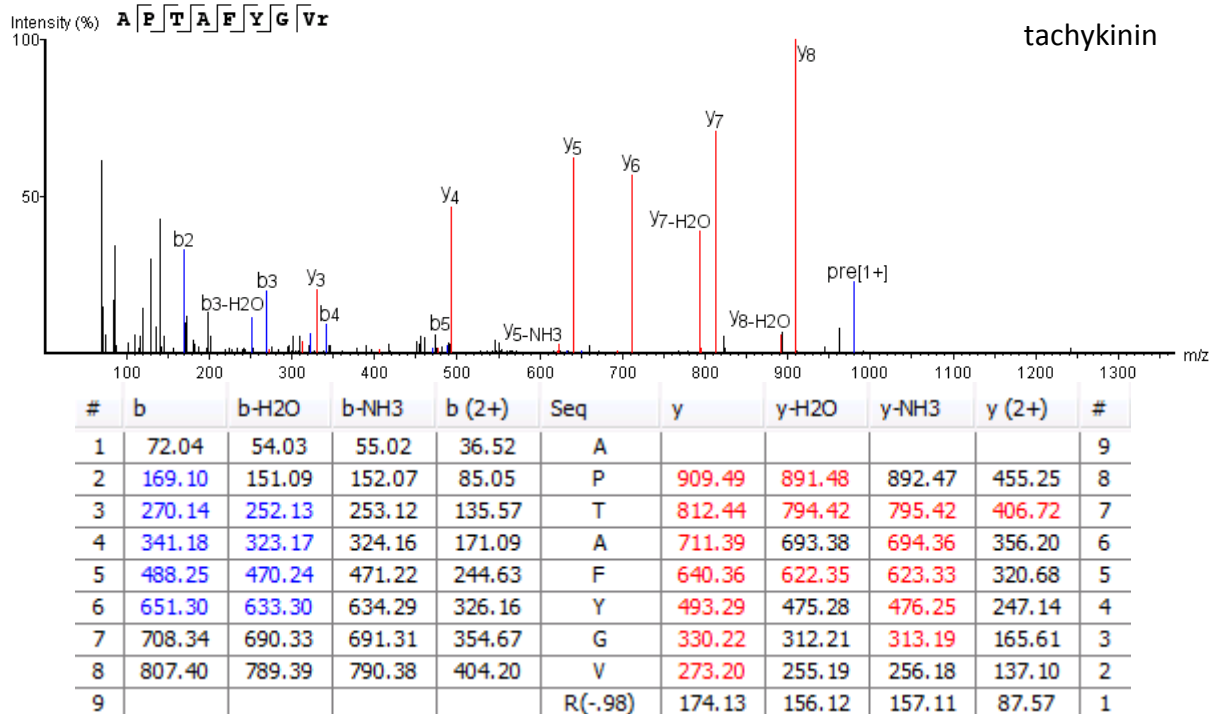 Intensity (%) A P T A F Y G V r
tachykinin
100
y8
y7
y5
y6
50
y4
y7-H2O
b2
pre[1+]
b3
y3
b3-H2O
b4
b5
y5-NH3
y8-H2O
m/z
100 200 300 400 500 600 700 800 900 1000 1100 1200 1300
# b b-H2O b-NH3 b (2+) Seq y y-H2O y-NH3 y (2+) #
1 72.04 54.03 55.02 36.52 A 9
2 169.10 151.09 152.07 85.05 P 909.49 891.48 892.47 455.25 8
3 270.14 252.13 253.12 135.57 T 812.44 794.42 795.42 406.72 7
4 341.18 323.17 324.16 171.09 A 711.39 693.38 694.36 356.20 6
5 488.25 470.24 471.22 244.63 F 640.36 622.35 623.33 320.68 5
6 651.30 633.30 634.29 326.16 Y 493.29 475.28 476.25 247.14 4
7 708.34 690.33 691.31 354.67 G 330.22 312.21 313.19 165.61 3
8 807.40 789.39 790.38 404.20 V 273.20 255.19 256.18 137.10 2
9 R(-.98) 174.13 156.12 157.11 87.57 1